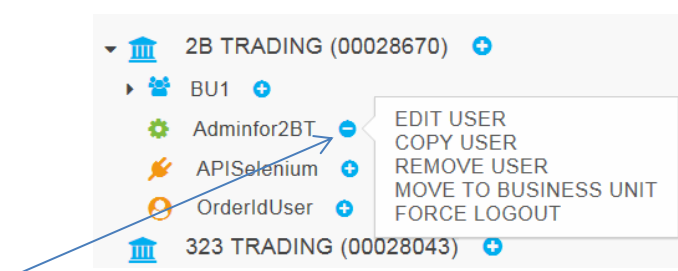 2B TRADING (00028670)
BU1
Adminfor2BT
EDIT USER
COPY USER
REMOVE USER
MOVE TO BUSINESS UNIT
FORCE LOGOUT
APISelenium
OrderIdUser
323 TRADING (00028043)